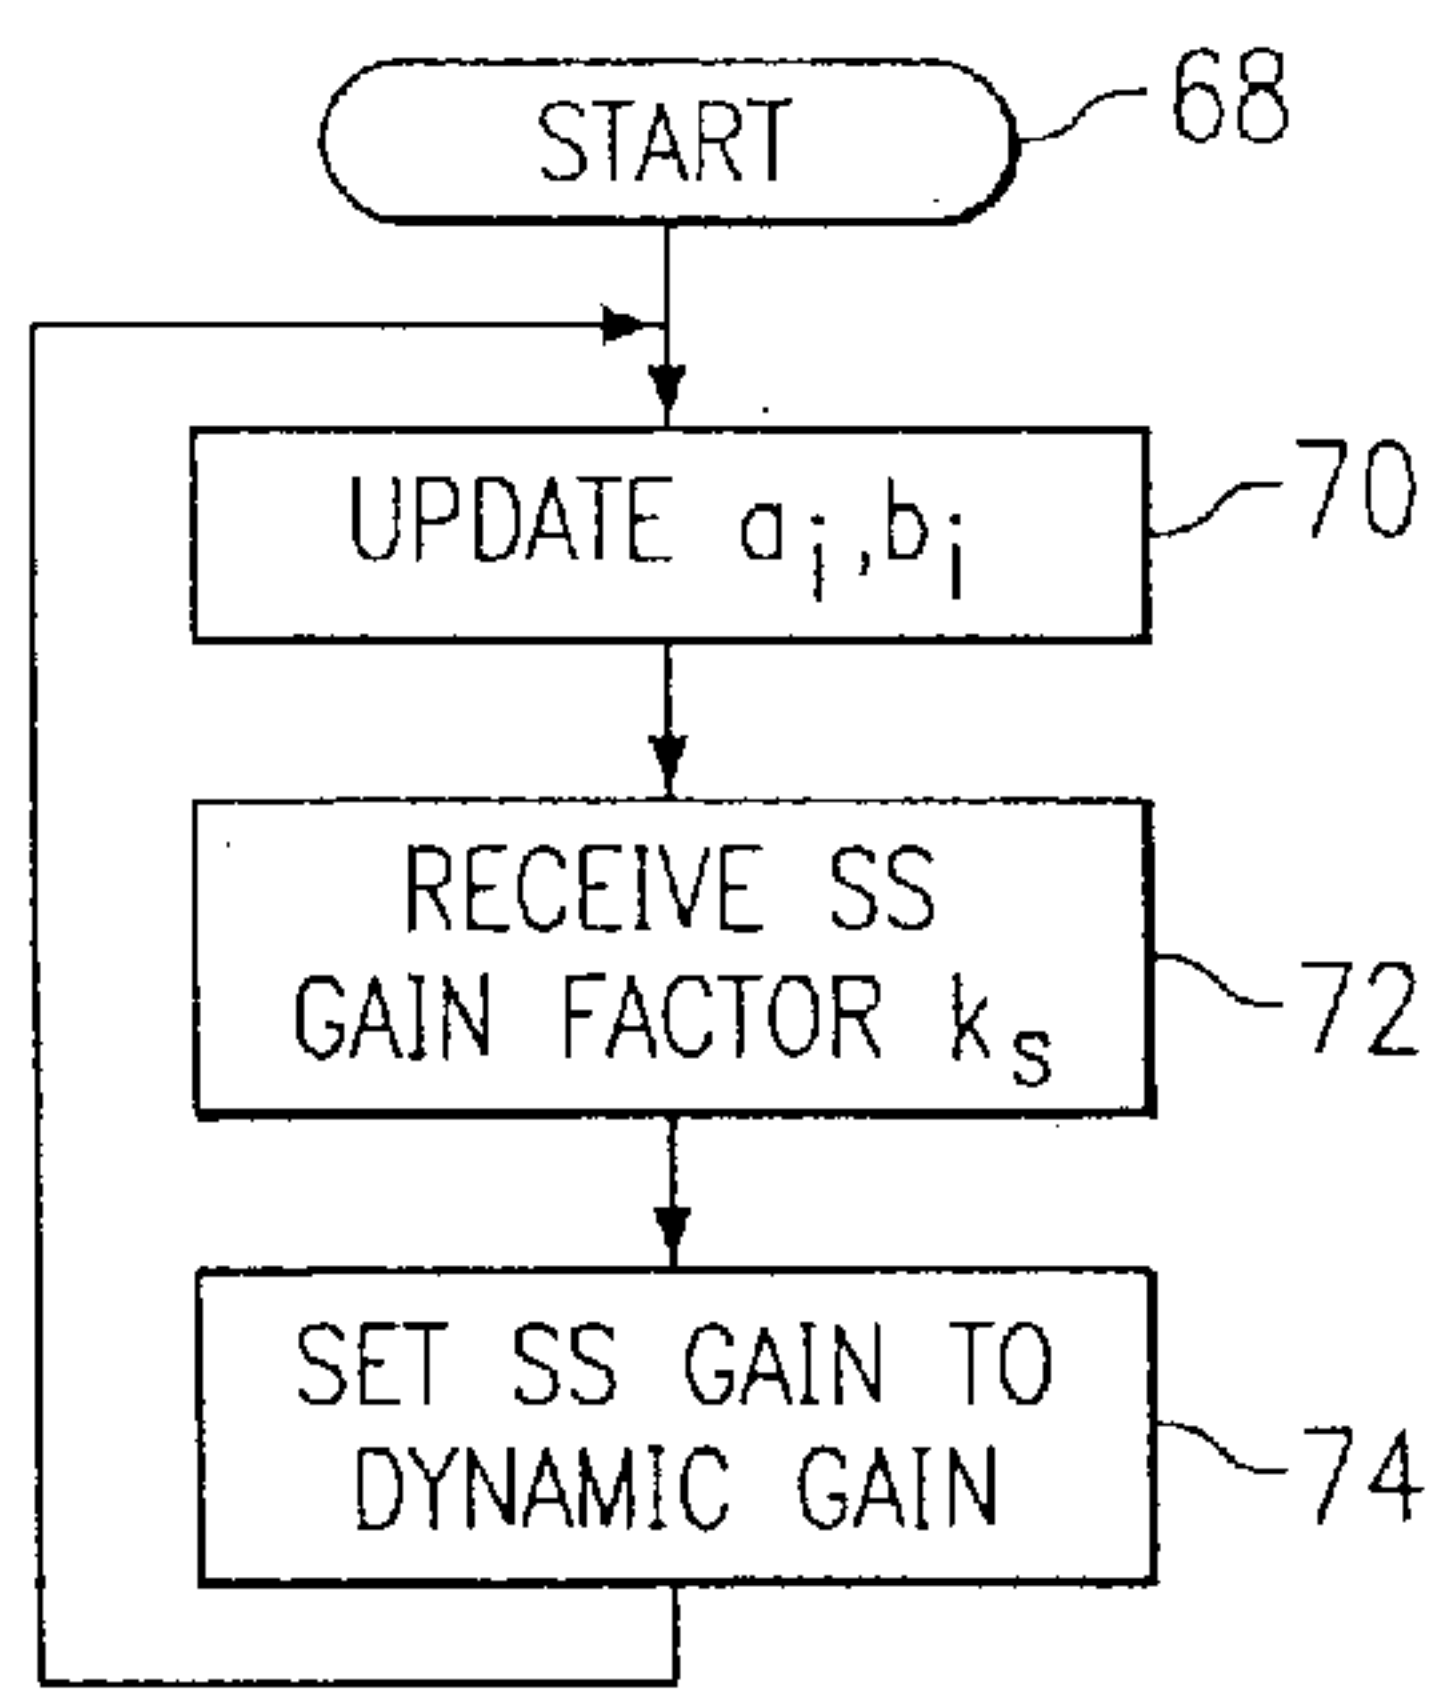 START
68
UPDATE aᵢ,bᵢ
70
RECEIVE SS
GAIN FACTOR kₛ
72
SET SS GAIN TO
DYNAMIC GAIN
74